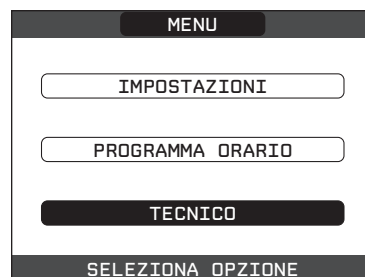 MENU
IMPOSTAZIONI
PROGRAMMA ORARIO
TECNICO
SELEZIONA OPZIONE